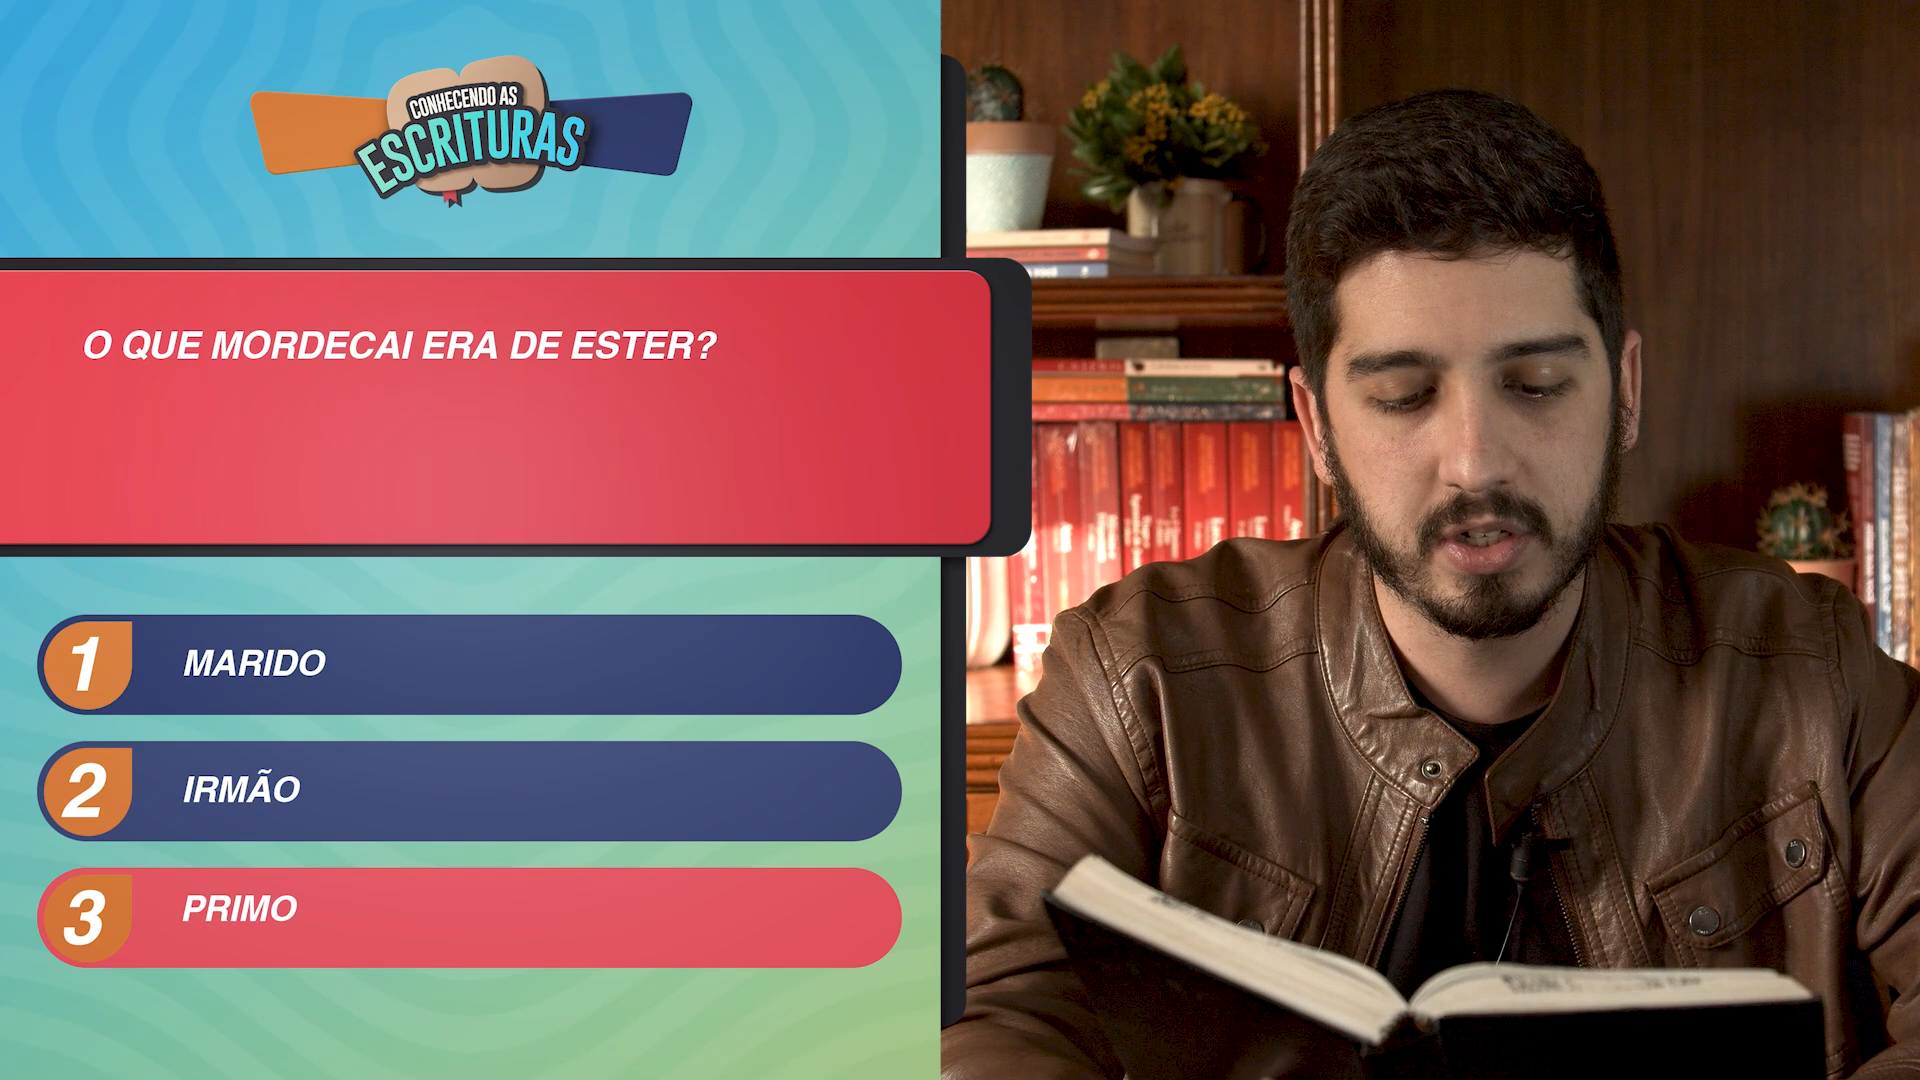 CONHECENDO AS
ESCRITURAS
O QUE MORDECAI ERA DE ESTER?
1 MARIDO
2 IRMÃO
3 PRIMO